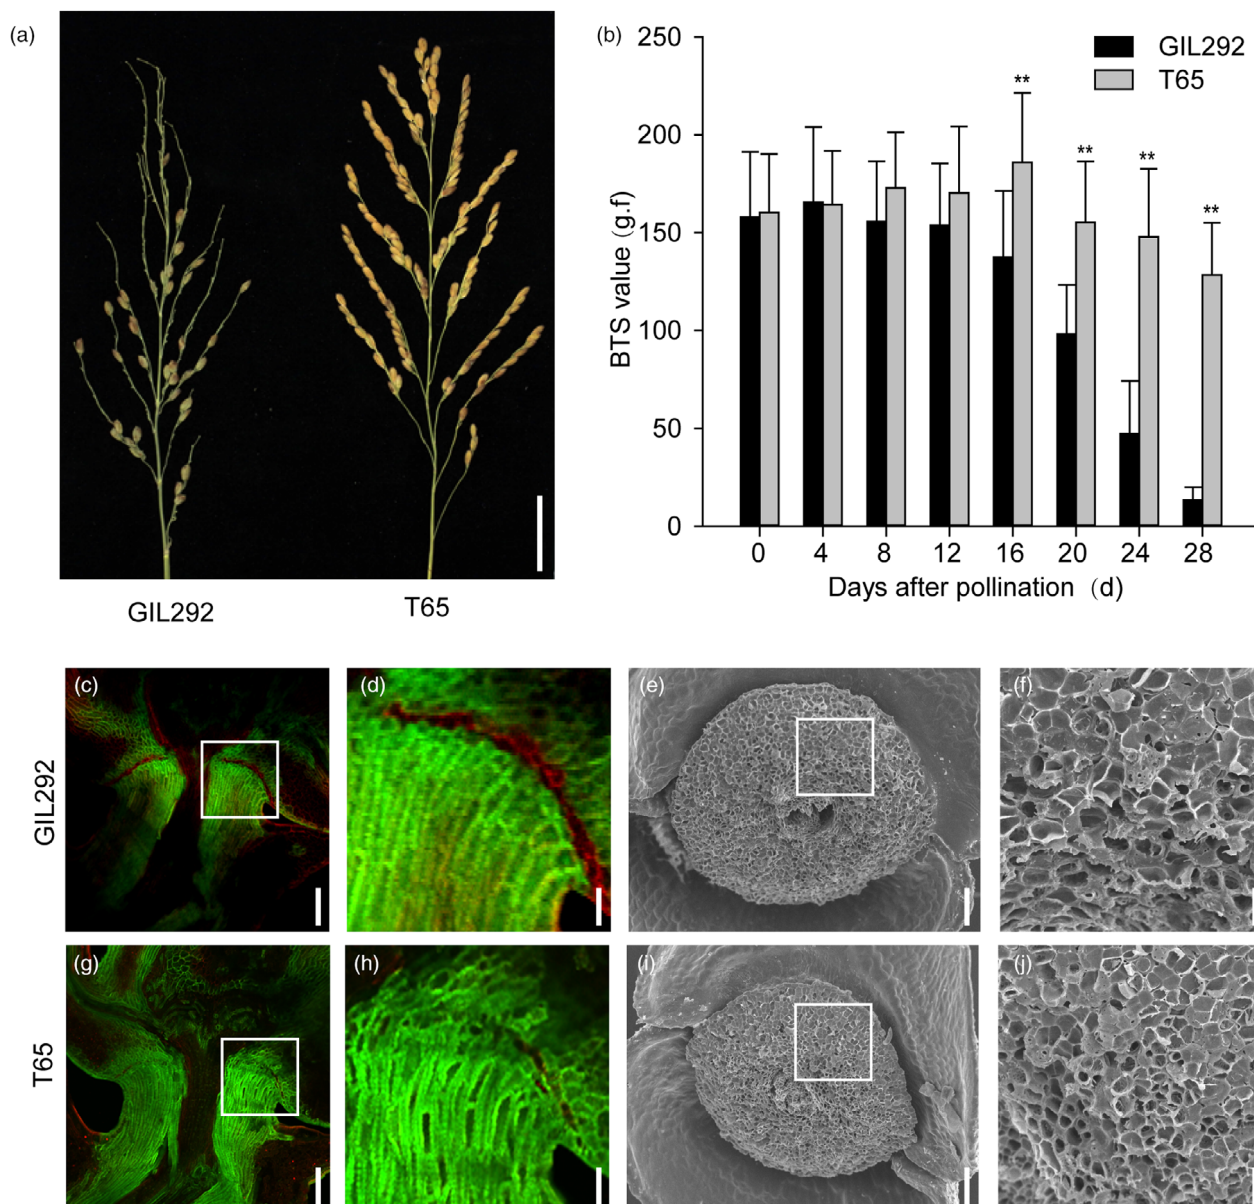 (a)
GIL292
T65
(b)
250
200
150
100
50
0
BTS value (g.f)
GIL292
T65
**
**
**
**
0 4 8 12 16 20 24 28
Days after pollination (d)
GIL292
(c)
(d)
(e)
(f)
T65
(g)
(h)
(i)
(j)